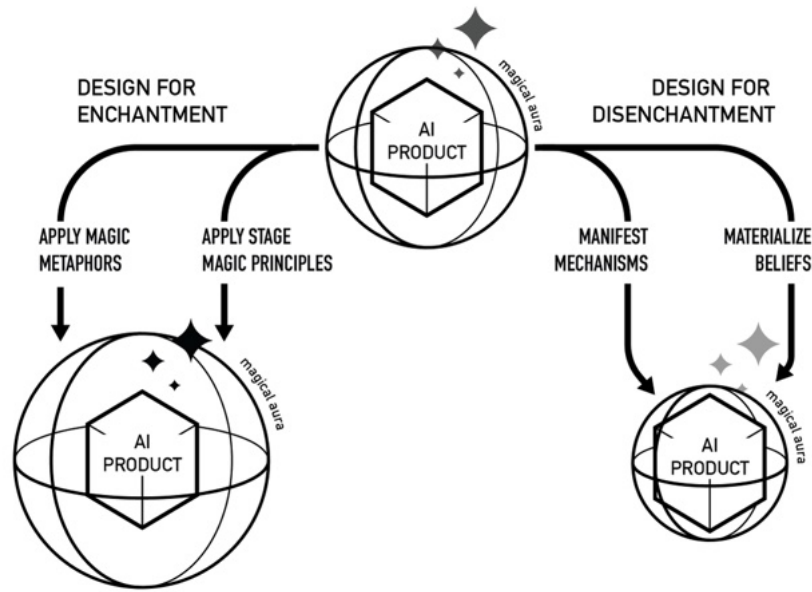 DESIGN FOR
ENCHANTMENT
magical aura
AI
PRODUCT
DESIGN FOR
DISENCHANTMENT
APPLY MAGIC
METAPHORS
APPLY STAGE
MAGIC PRINCIPLES
MANIFEST
MECHANISMS
MATERIALIZE
BELIEFS
magical aura
AI
PRODUCT
magical aura
AI
PRODUCT